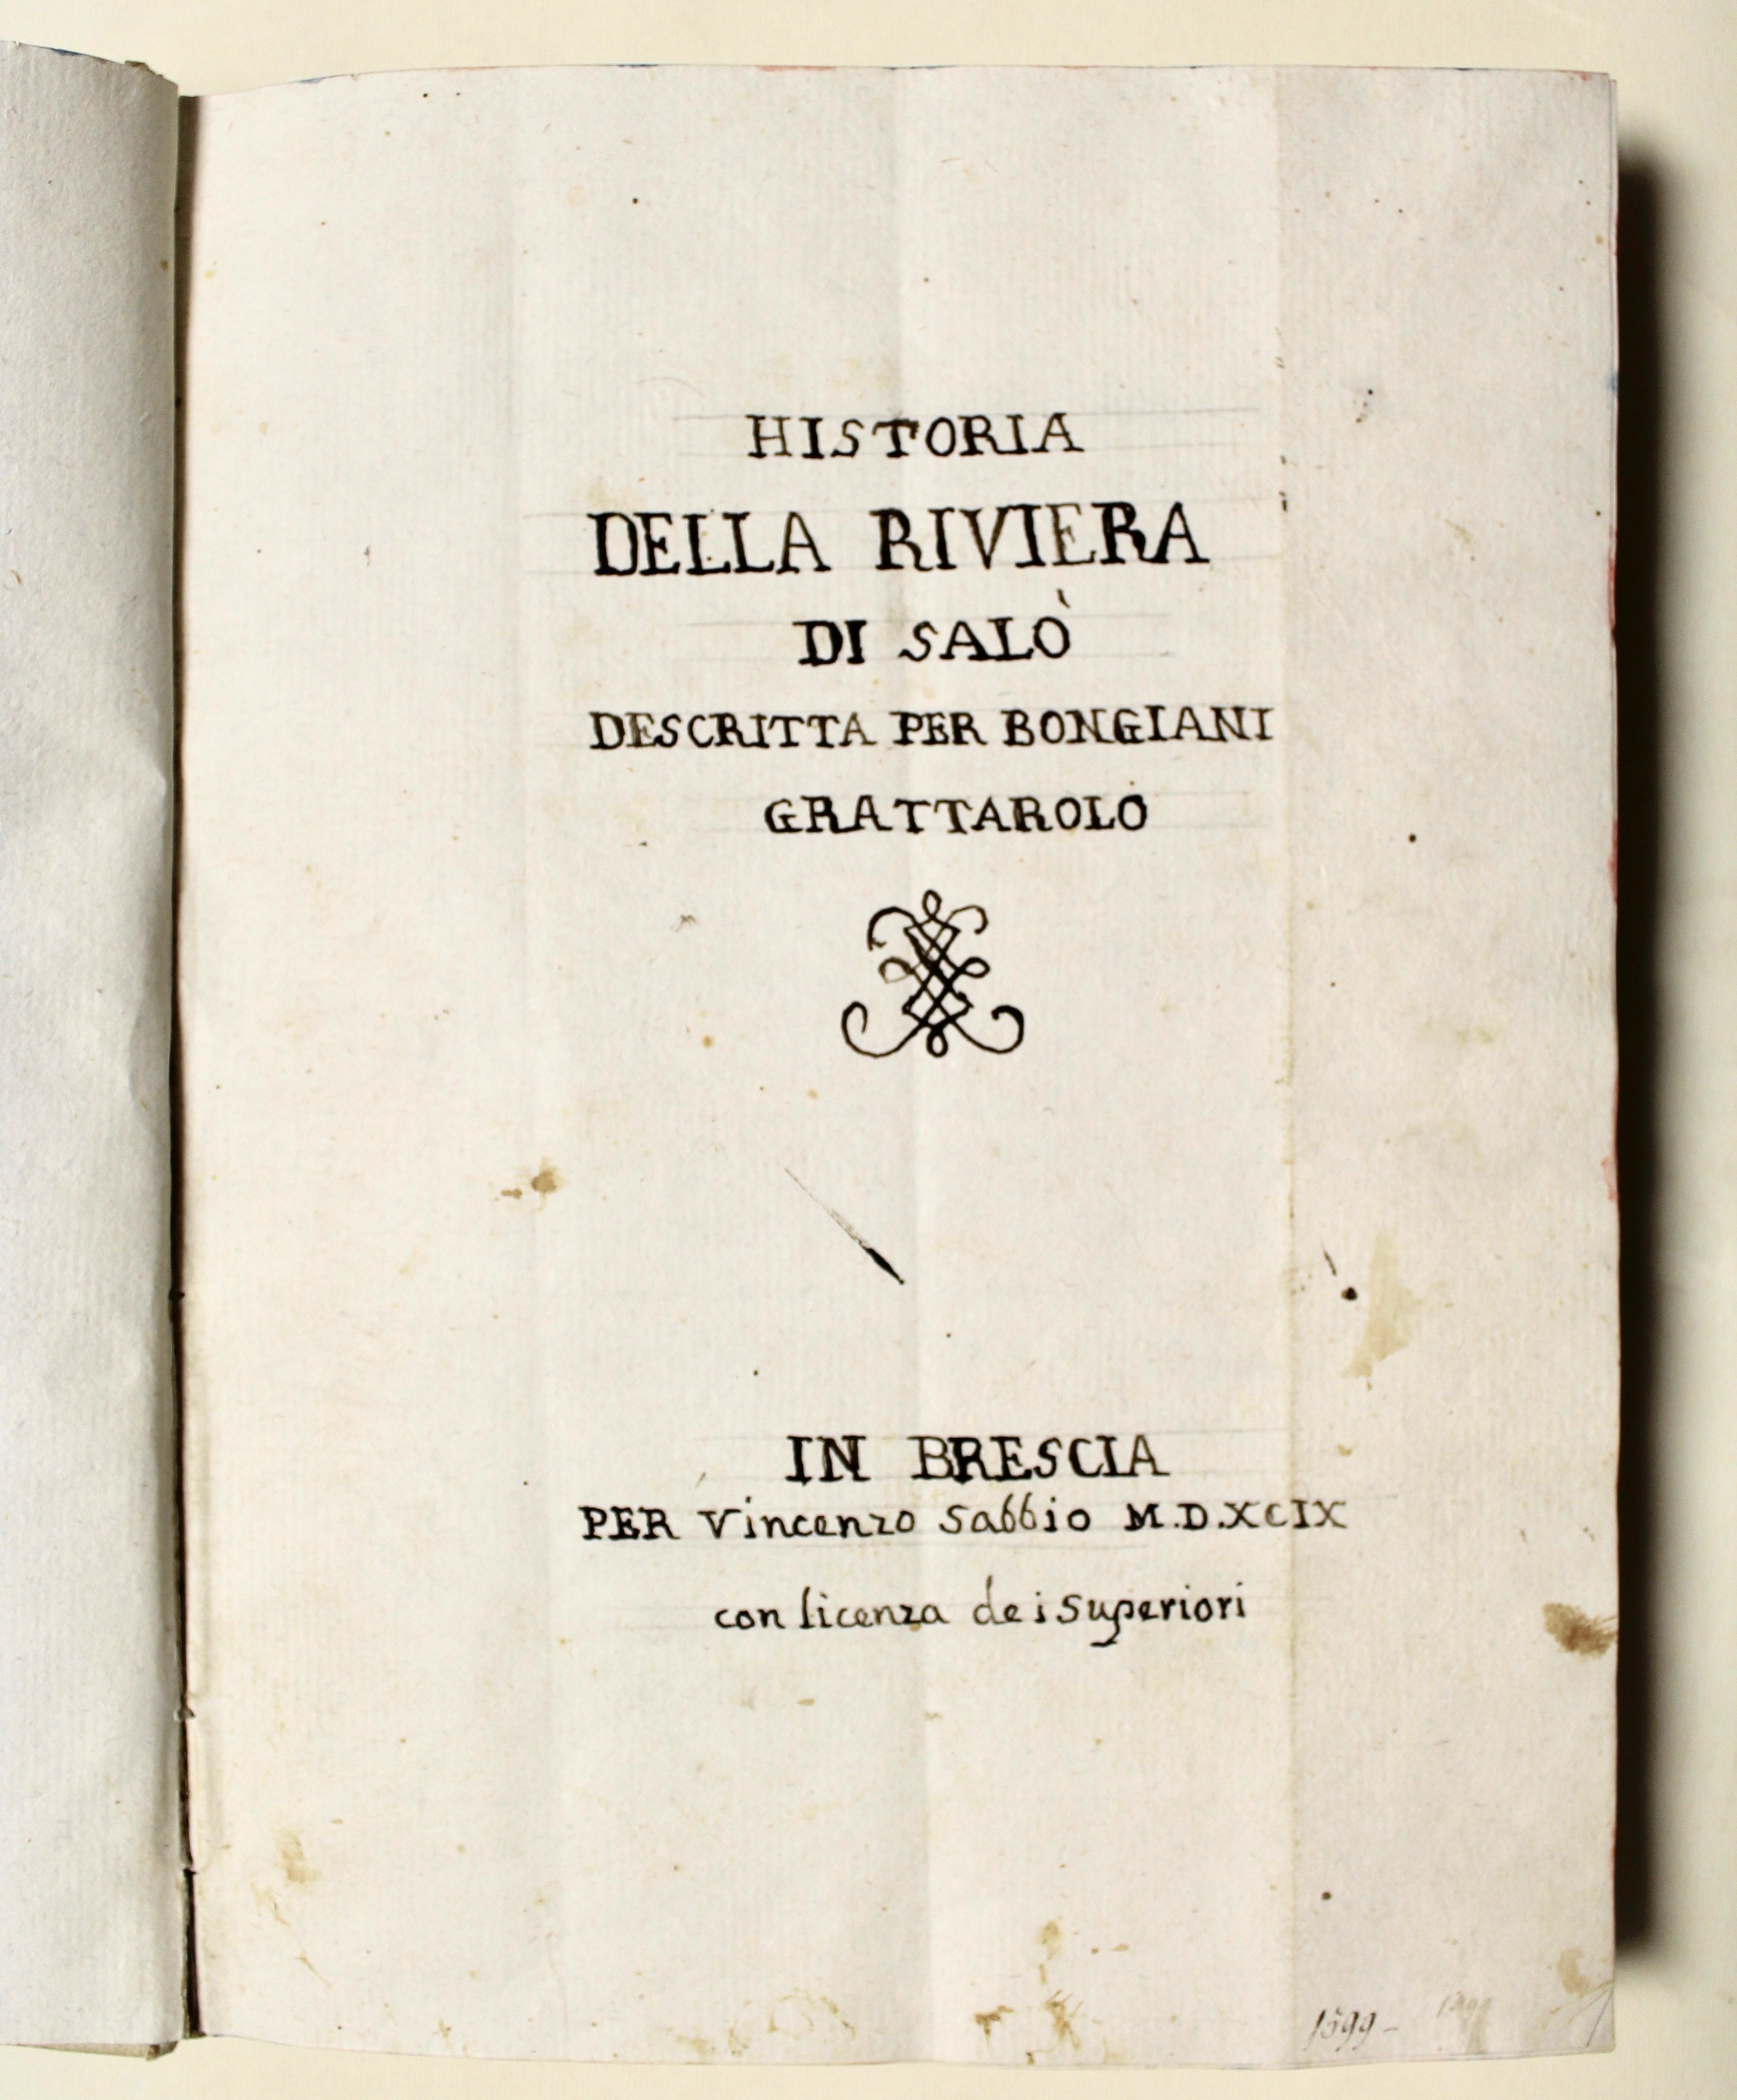 HISTORIA
DELLA RIVIERA
DI SALÒ
DESCRITTA PER BONGIANI
GRATTAROLO
IN BRESCIA
PER Vincenzo Sabbio M.D.XCIX
con licenza dei Superiori
1599-